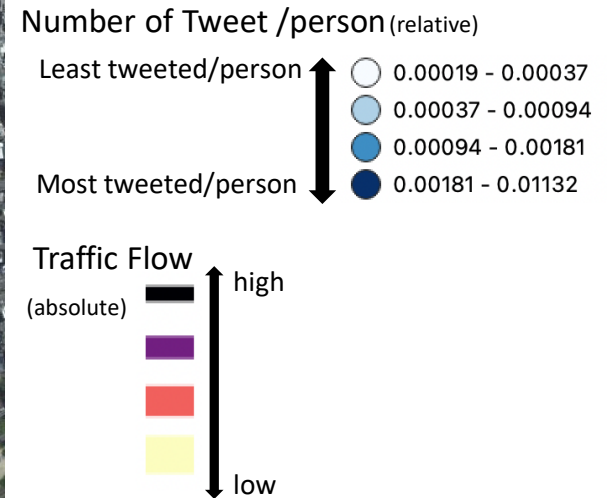 Number of Tweet /person (relative)
Least tweeted/person
0.00019 - 0.00037
0.00037 - 0.00094
0.00094 - 0.00181
Most tweeted/person
0.00181 - 0.01132
Traffic Flow
high
(absolute)
low